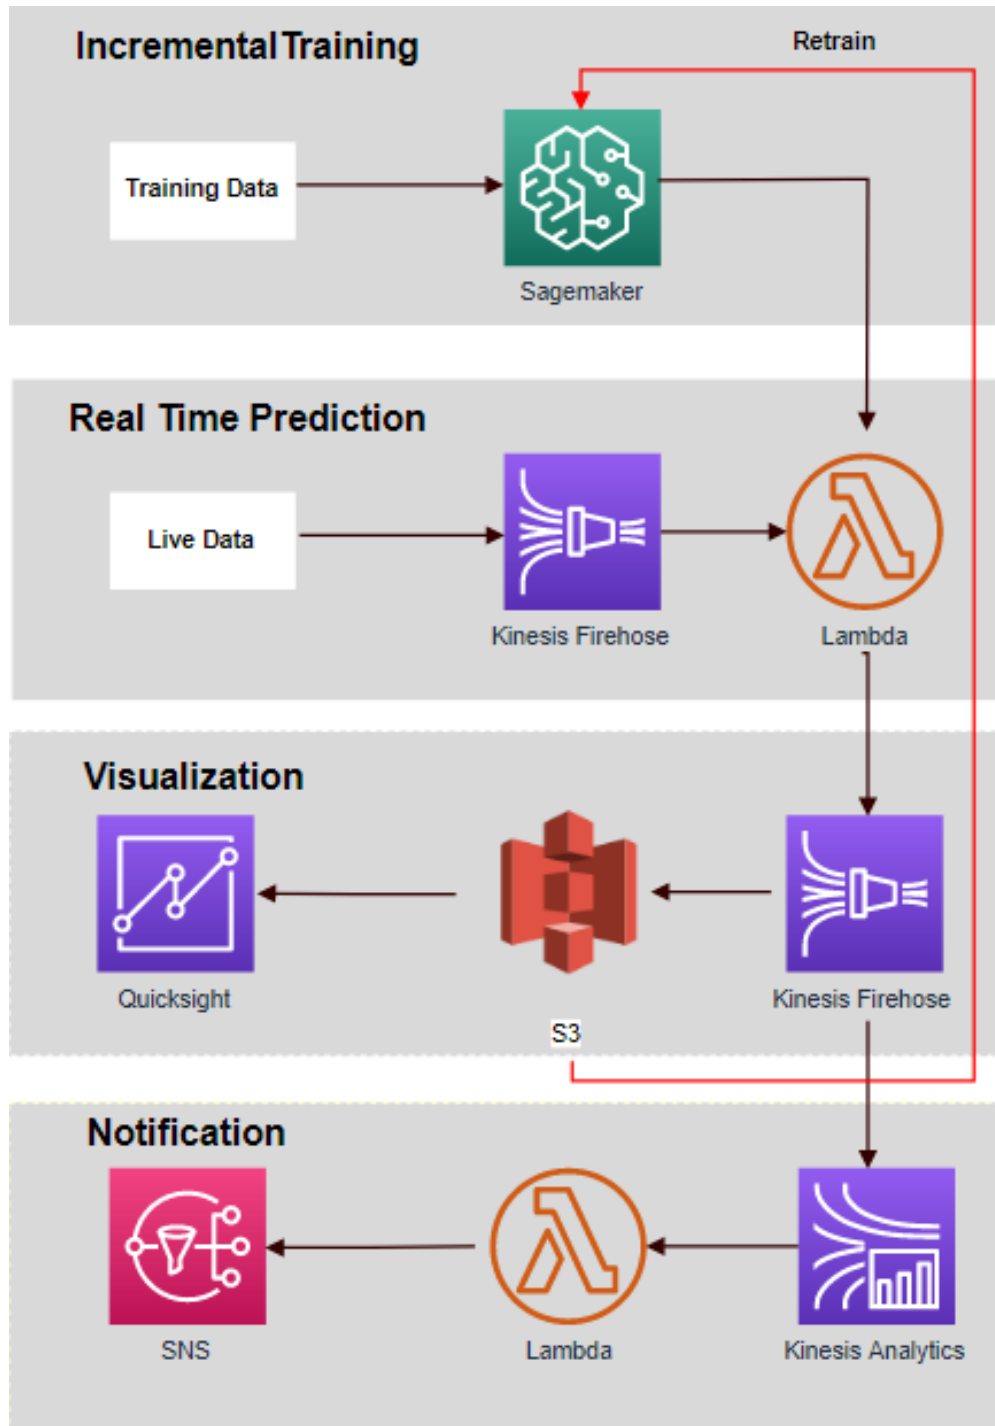 Incremental Training
Retrain
Training Data
Sagemaker
Real Time Prediction
Live Data
Kinesis Firehose
Lambda
Visualization
Quicksight
S3
Kinesis Firehose
Notification
SNS
Lambda
Kinesis Analytics